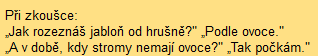 Při zkoušce:
„Jak rozeznáš jabloň od hrušně?" „Podle ovoce."
„A v době, kdy stromy nemají ovoce?" „Tak počkám."